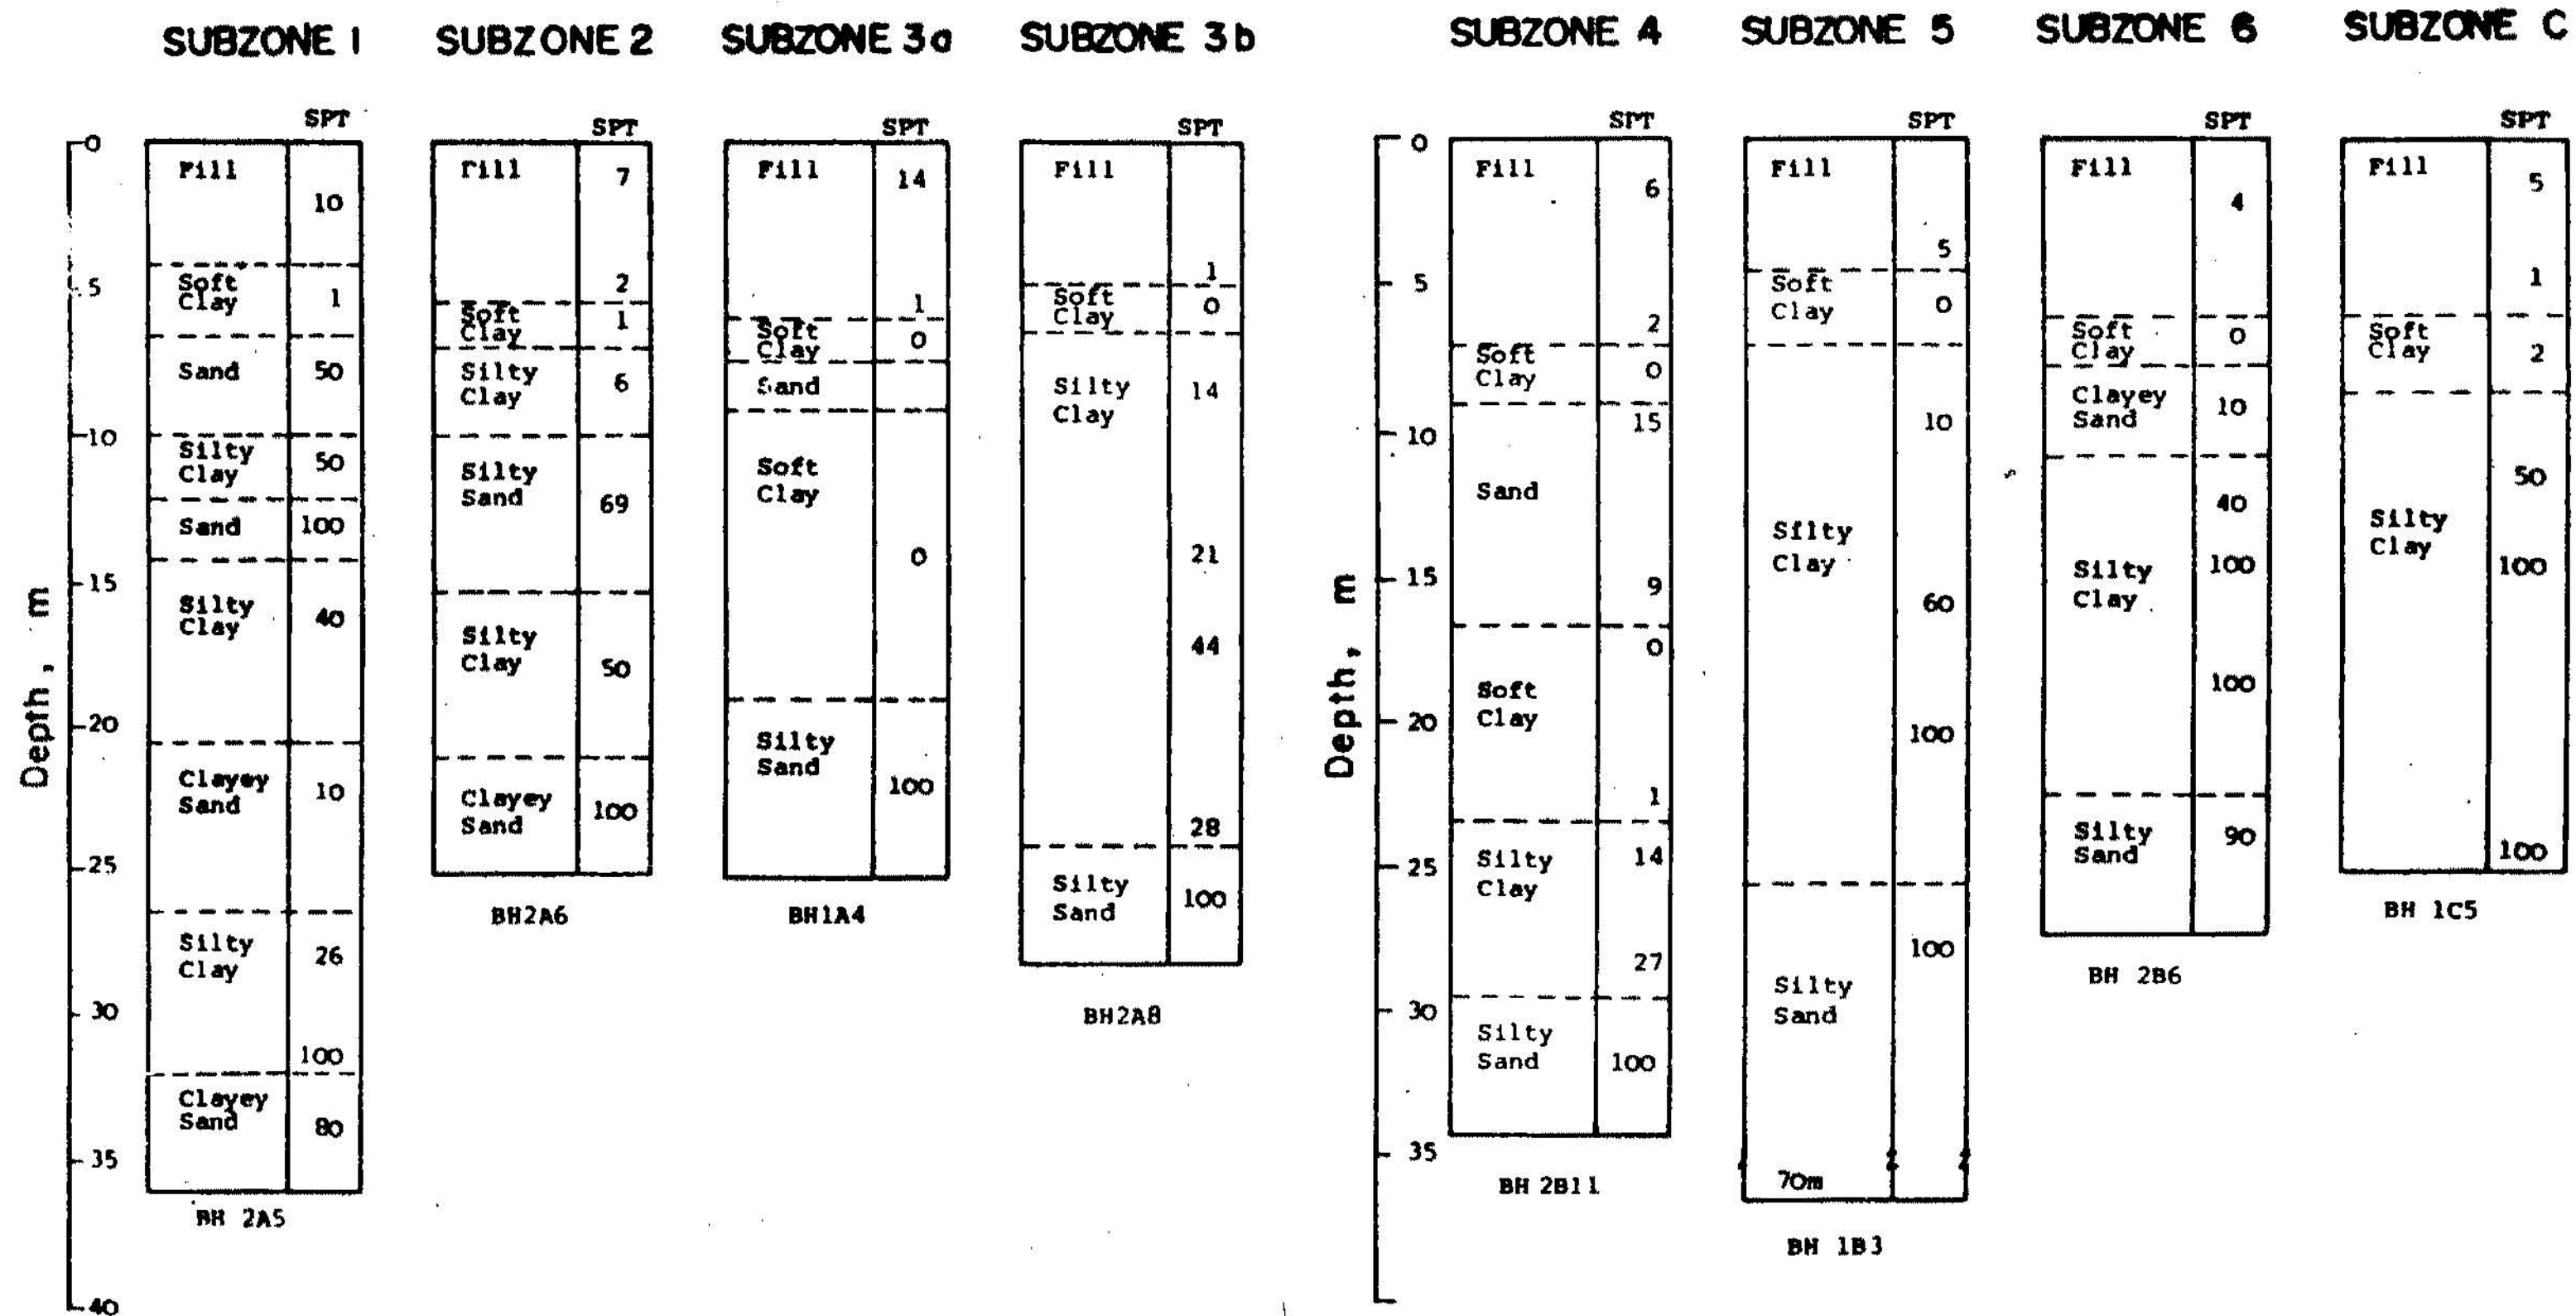 SUBZONE 1
SUBZONE 2
SUBZONE 3a
SUBZONE 3b
SUBZONE 4
SUBZONE 5
SUBZONE 6
SUBZONE C
Depth, m
0
5
10
15
20
25
30
35
40
SPT
Fill
10
Soft
Clay
1
Sand
50
Silty
Clay
50
Sand
100
Silty
Clay
40
Clayey
Sand
10
Silty
Clay
26
100
Clayey
Sand
80
BH 2A5
SPT
Fill
7
2
Soft
Clay
1
Silty
Clay
6
Silty
Sand
69
Silty
Clay
50
Clayey
Sand
100
BH2A6
SPT
Fill
14
1
Soft
Clay
0
Sand
Soft
Clay
0
Silty
Sand
100
BH1A4
SPT
Fill
1
Soft
Clay
0
Silty
Clay
14
21
44
28
Silty
Sand
100
BH2A8
Depth, m
0
5
10
15
20
25
30
35
SPT
Fill
6
2
Soft
Clay
0
15
Sand
9
0
Soft
Clay
1
Silty
Clay
14
27
Silty
Sand
100
BH 2B11
SPT
Fill
5
Soft
Clay
0
10
Silty
Clay
60
100
100
Silty
Sand
70m
BH 1B3
SPT
Fill
4
Soft
Clay
0
Clayey
Sand
10
40
Silty
Clay
100
100
Silty
Sand
90
BH 2B6
SPT
Fill
5
1
Soft
Clay
2
50
Silty
Clay
100
100
BH 1C5